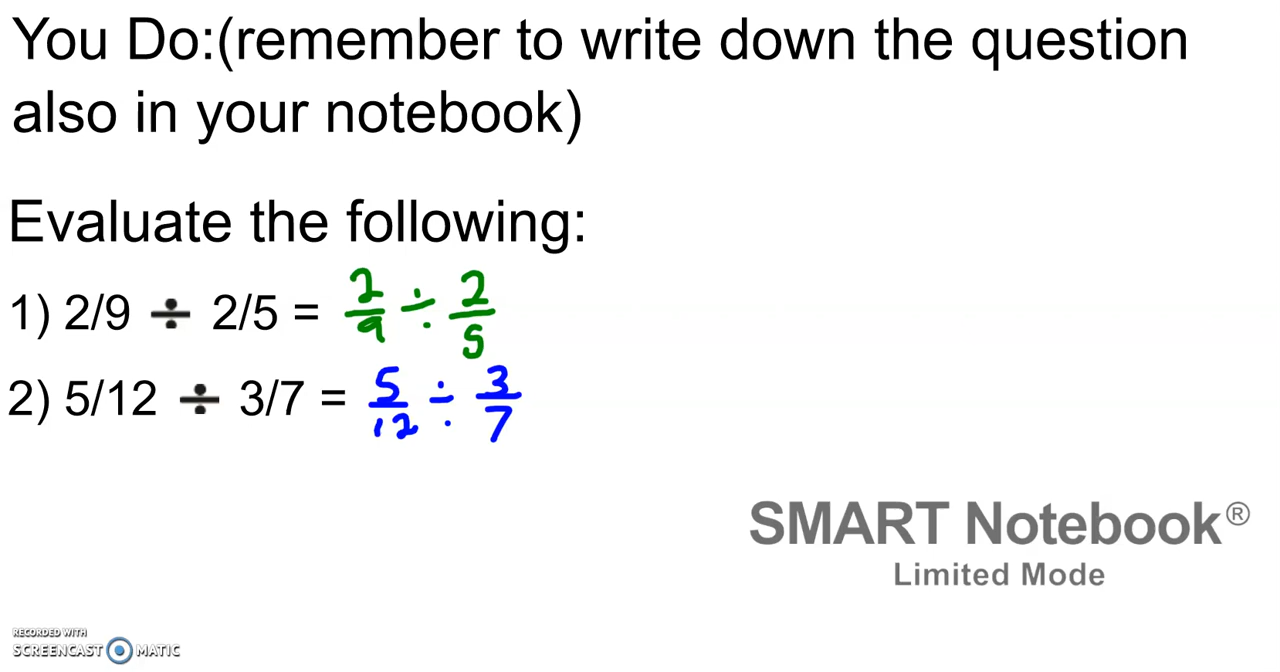 You Do:(remember to write down the question
also in your notebook)
Evaluate the following:
1) 2/9 ÷ 2/5 = 2/9 ÷ 2/5
2) 5/12 ÷ 3/7 = 5/12 ÷ 3/7
SMART Notebook®
Limited Mode
RECORDED WITH
SCREENCAST MATIC